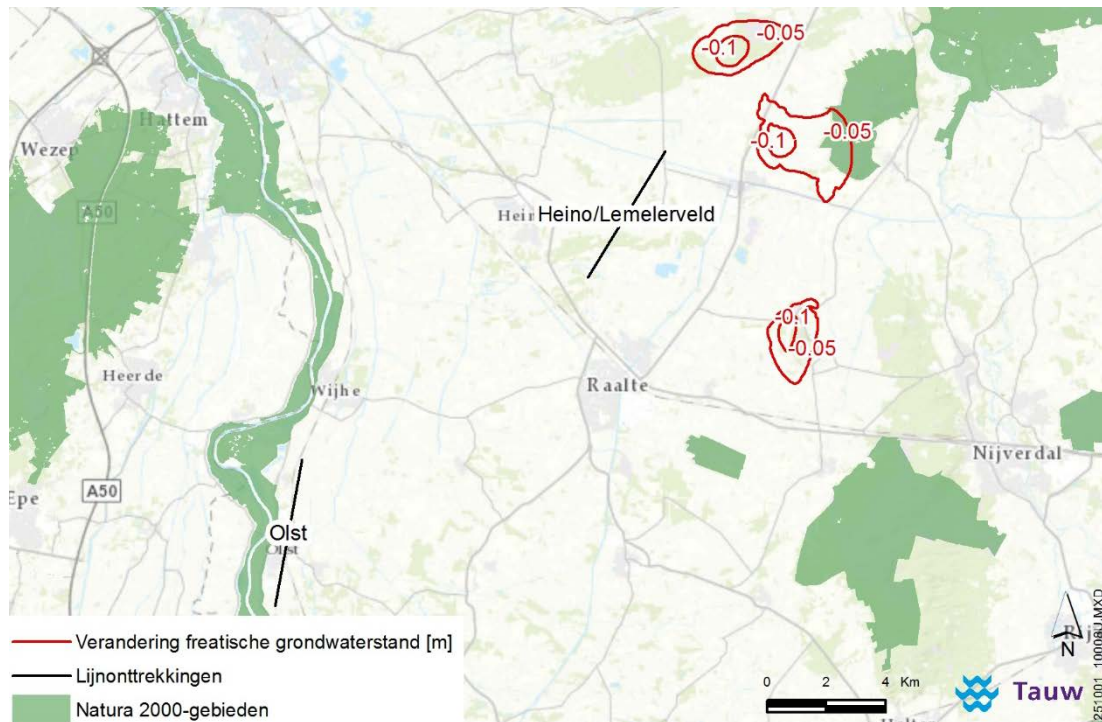 -0.05
-0.1
Hattem
Wezep
-0.05
-0.1
A50
Hein
Heino/Lemelerveld
-0.1
-0.05
Heerde
Wijhe
Raalte
Nijverdal
A50
Epe
Olst
Olst
Verandering freatische grondwaterstand [m]
Lijnonttrekkingen
Natura 2000-gebieden
0 2 4 Km
N
Tauw